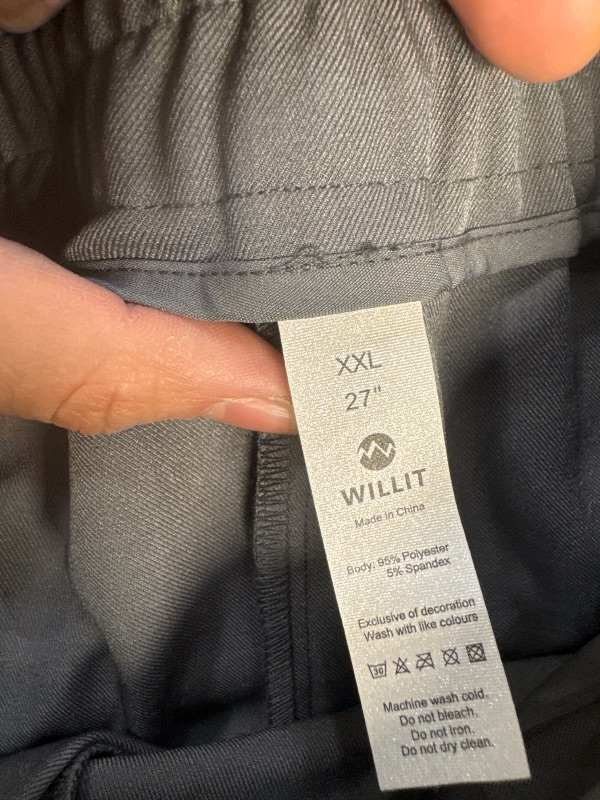 XXL
27"
WILLIT
Made in China
Body: 95% Polyester
5% Spandex
Exclusive of decoration
Wash with like colours
30
Machine wash cold.
Do not bleach.
Do not iron.
Do not dry clean.